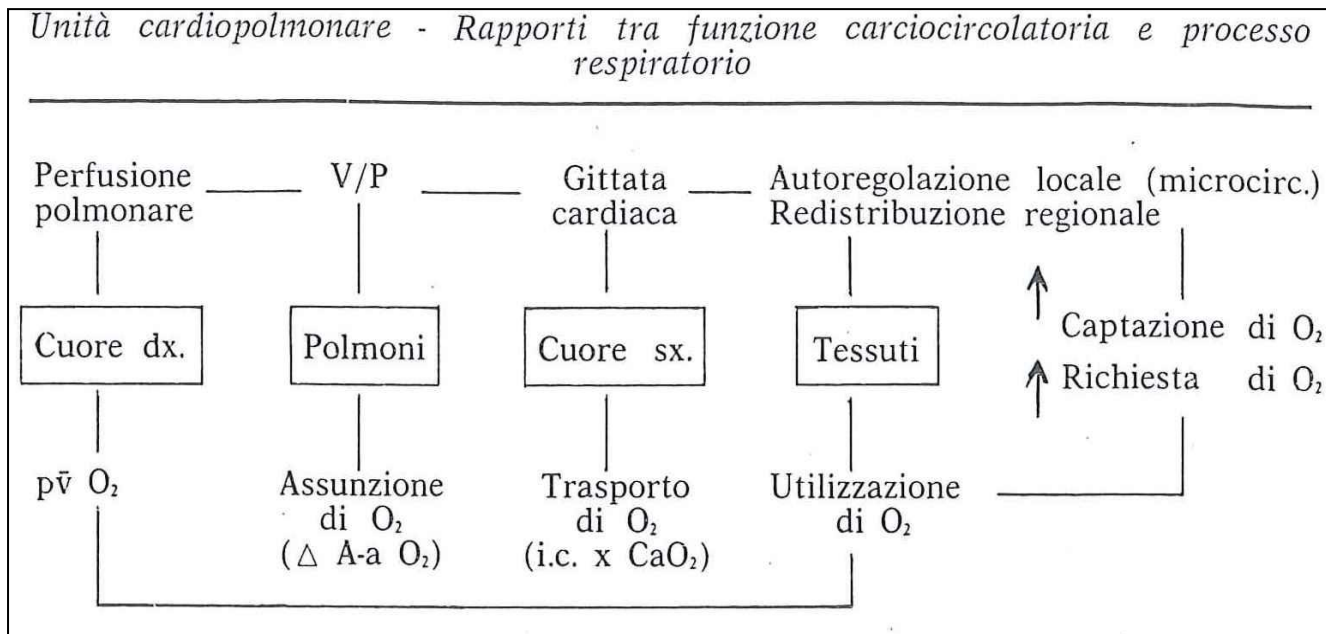 Unità cardiopolmonare - Rapporti tra funzione carciocircolatoria e processo
respiratorio
Perfusione
polmonare
V/P
Gittata
cardiaca
Autoregolazione locale (microcirc.)
Redistribuzione regionale
Cuore dx.
Polmoni
Cuore sx.
Tessuti
Captazione di O₂
Richiesta di O₂
pv̄ O₂
Assunzione
di O₂
(△ A-a O₂)
Trasporto
di O₂
(i.c. x CaO₂)
Utilizzazione
di O₂